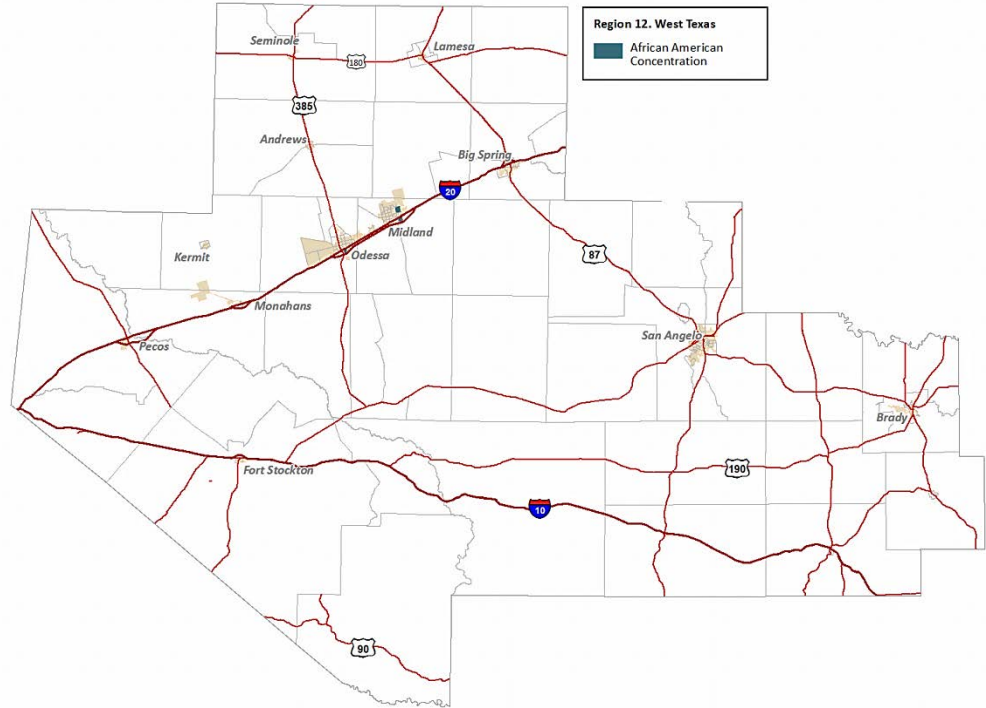 Region 12. West Texas
African American
Concentration
Seminole
Lamesa
180
385
Andrews
Big Spring
20
Midland
Odessa
87
Kermit
Monahans
Pecos
San Angelo
Brady
Fort Stockton
190
10
90